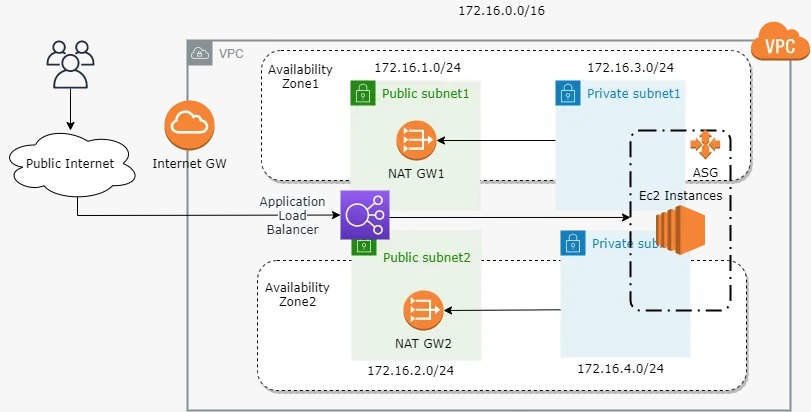 172.16.0.0/16
VPC
VPC
Availability
Zone1
172.16.1.0/24
172.16.3.0/24
Public subnet1
Private subnet1
Public Internet
Internet GW
NAT GW1
ASG
Ec2 Instances
Application
Load
Balancer
Public subnet2
Private
Availability
Zone2
NAT GW2
172.16.2.0/24
172.16.4.0/24